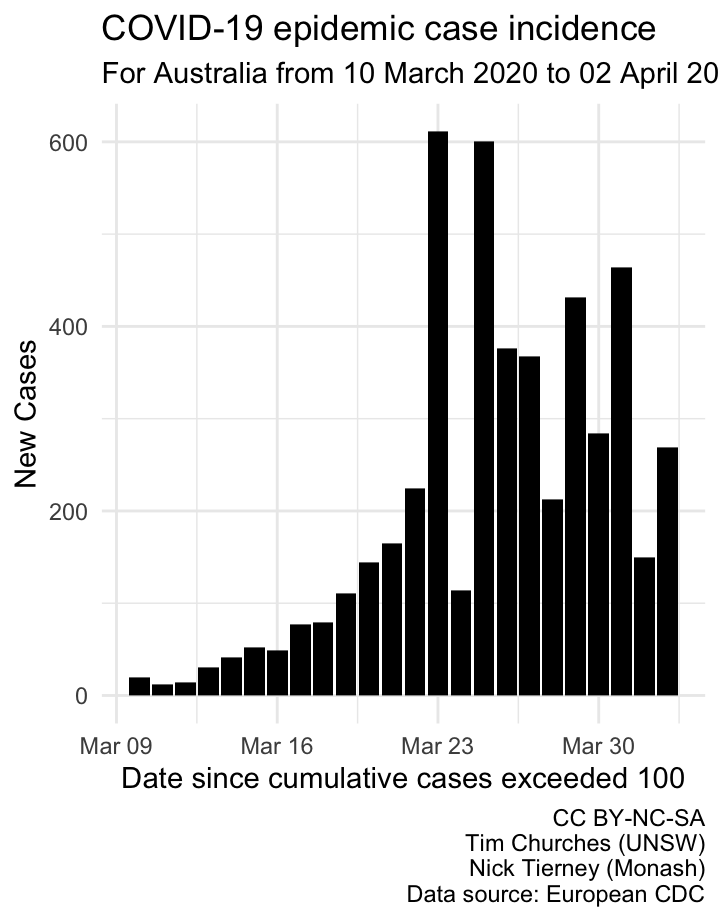 COVID-19 epidemic case incidence
For Australia from 10 March 2020 to 02 April 20
600
400
200
0
New Cases
Mar 09 Mar 16 Mar 23 Mar 30
Date since cumulative cases exceeded 100
CC BY-NC-SA
Tim Churches (UNSW)
Nick Tierney (Monash)
Data source: European CDC